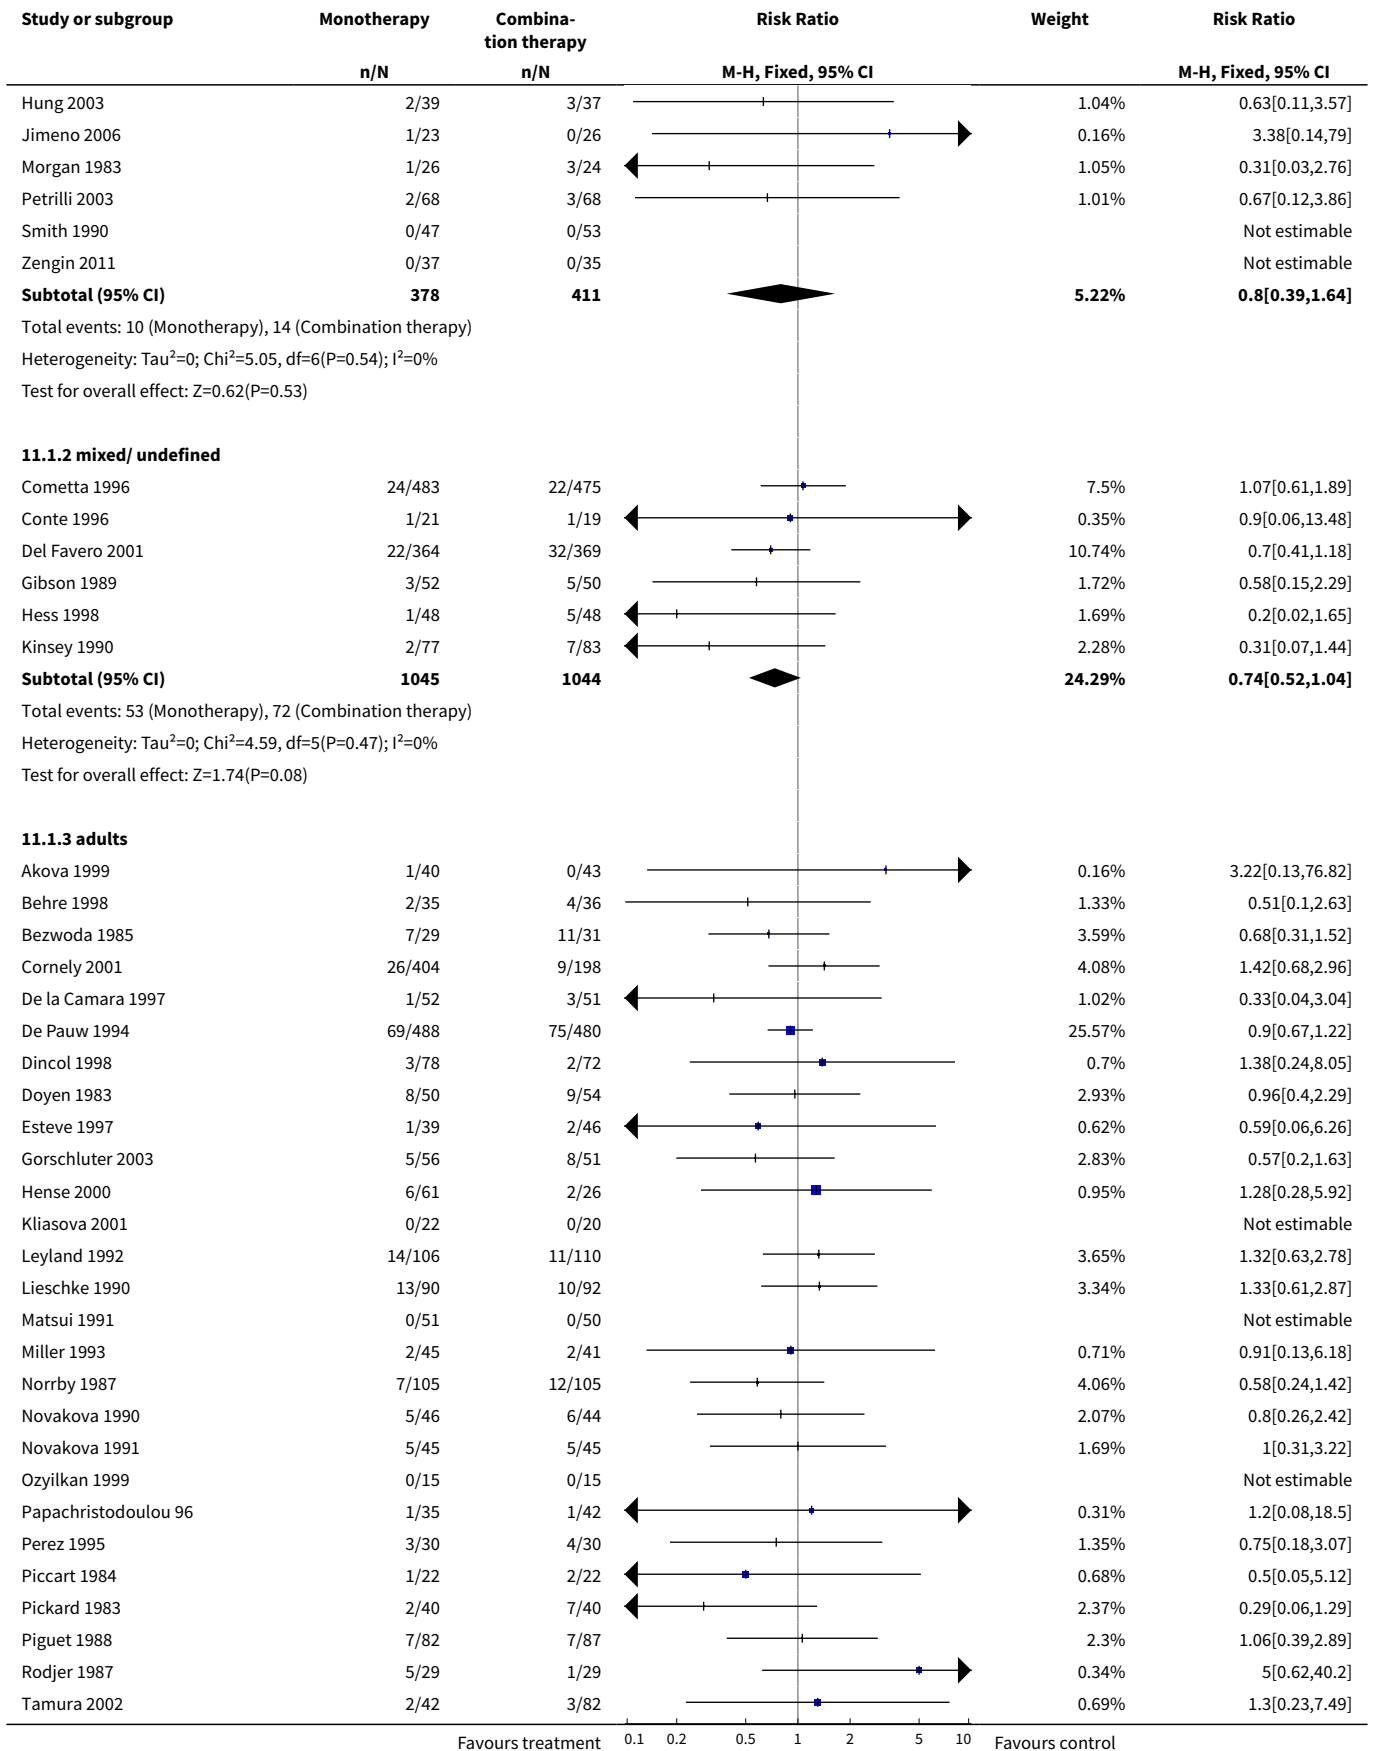 Study or subgroup Monotherapy Combina- Risk Ratio Weight Risk Ratio
tion therapy
n/N n/N M-H, Fixed, 95% CI M-H, Fixed, 95% CI
Hung 2003 2/39 3/37 1.04% 0.63[0.11,3.57]
Jimeno 2006 1/23 0/26 0.16% 3.38[0.14,79]
Morgan 1983 1/26 3/24 1.05% 0.31[0.03,2.76]
Petrilli 2003 2/68 3/68 1.01% 0.67[0.12,3.86]
Smith 1990 0/47 0/53 Not estimable
Zengin 2011 0/37 0/35 Not estimable
Subtotal (95% CI) 378 411 5.22% 0.8[0.39,1.64]
Total events: 10 (Monotherapy), 14 (Combination therapy)
Heterogeneity: Tau²=0; Chi²=5.05, df=6(P=0.54); I²=0%
Test for overall effect: Z=0.62(P=0.53)
11.1.2 mixed/ undefined
Cometta 1996 24/483 22/475 7.5% 1.07[0.61,1.89]
Conte 1996 1/21 1/19 0.35% 0.9[0.06,13.48]
Del Favero 2001 22/364 32/369 10.74% 0.7[0.41,1.18]
Gibson 1989 3/52 5/50 1.72% 0.58[0.15,2.29]
Hess 1998 1/48 5/48 1.69% 0.2[0.02,1.65]
Kinsey 1990 2/77 7/83 2.28% 0.31[0.07,1.44]
Subtotal (95% CI) 1045 1044 24.29% 0.74[0.52,1.04]
Total events: 53 (Monotherapy), 72 (Combination therapy)
Heterogeneity: Tau²=0; Chi²=4.59, df=5(P=0.47); I²=0%
Test for overall effect: Z=1.74(P=0.08)
11.1.3 adults
Akova 1999 1/40 0/43 0.16% 3.22[0.13,76.82]
Behre 1998 2/35 4/36 1.33% 0.51[0.1,2.63]
Bezwoda 1985 7/29 11/31 3.59% 0.68[0.31,1.52]
Cornely 2001 26/404 9/198 4.08% 1.42[0.68,2.96]
De la Camara 1997 1/52 3/51 1.02% 0.33[0.04,3.04]
De Pauw 1994 69/488 75/480 25.57% 0.9[0.67,1.22]
Dincol 1998 3/78 2/72 0.7% 1.38[0.24,8.05]
Doyen 1983 8/50 9/54 2.93% 0.96[0.4,2.29]
Esteve 1997 1/39 2/46 0.62% 0.59[0.06,6.26]
Gorschluter 2003 5/56 8/51 2.83% 0.57[0.2,1.63]
Hense 2000 6/61 2/26 0.95% 1.28[0.28,5.92]
Kliasova 2001 0/22 0/20 Not estimable
Leyland 1992 14/106 11/110 3.65% 1.32[0.63,2.78]
Lieschke 1990 13/90 10/92 3.34% 1.33[0.61,2.87]
Matsui 1991 0/51 0/50 Not estimable
Miller 1993 2/45 2/41 0.71% 0.91[0.13,6.18]
Norrby 1987 7/105 12/105 4.06% 0.58[0.24,1.42]
Novakova 1990 5/46 6/44 2.07% 0.8[0.26,2.42]
Novakova 1991 5/45 5/45 1.69% 1[0.31,3.22]
Ozyilkan 1999 0/15 0/15 Not estimable
Papachristodoulou 96 1/35 1/42 0.31% 1.2[0.08,18.5]
Perez 1995 3/30 4/30 1.35% 0.75[0.18,3.07]
Piccart 1984 1/22 2/22 0.68% 0.5[0.05,5.12]
Pickard 1983 2/40 7/40 2.37% 0.29[0.06,1.29]
Piguet 1988 7/82 7/87 2.3% 1.06[0.39,2.89]
Rodjer 1987 5/29 1/29 0.34% 5[0.62,40.2]
Tamura 2002 2/42 3/82 0.69% 1.3[0.23,7.49]
Favours treatment 0.1 0.2 0.5 1 2 5 10 Favours control